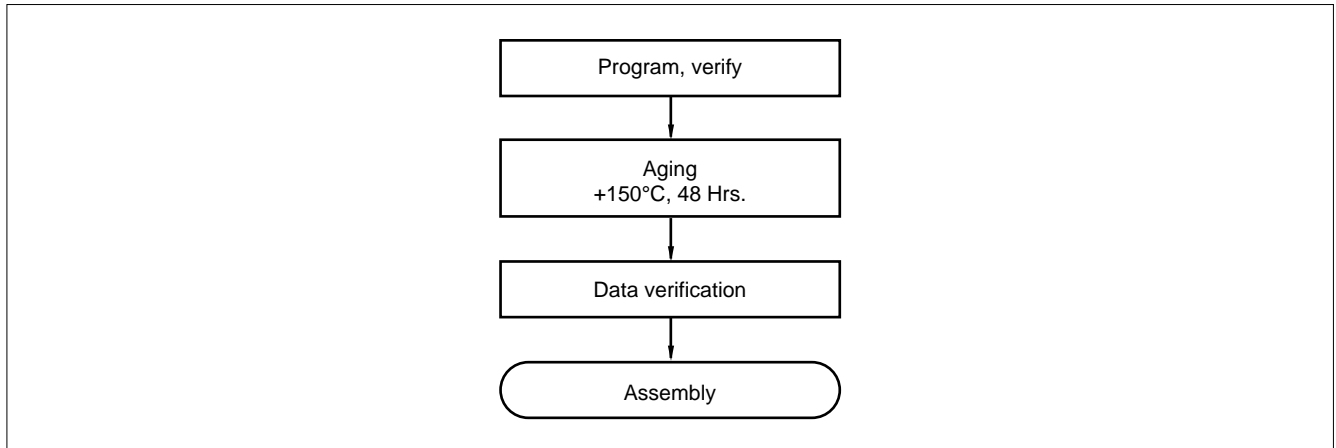 Program, verify
Aging
+150°C, 48 Hrs.
Data verification
Assembly